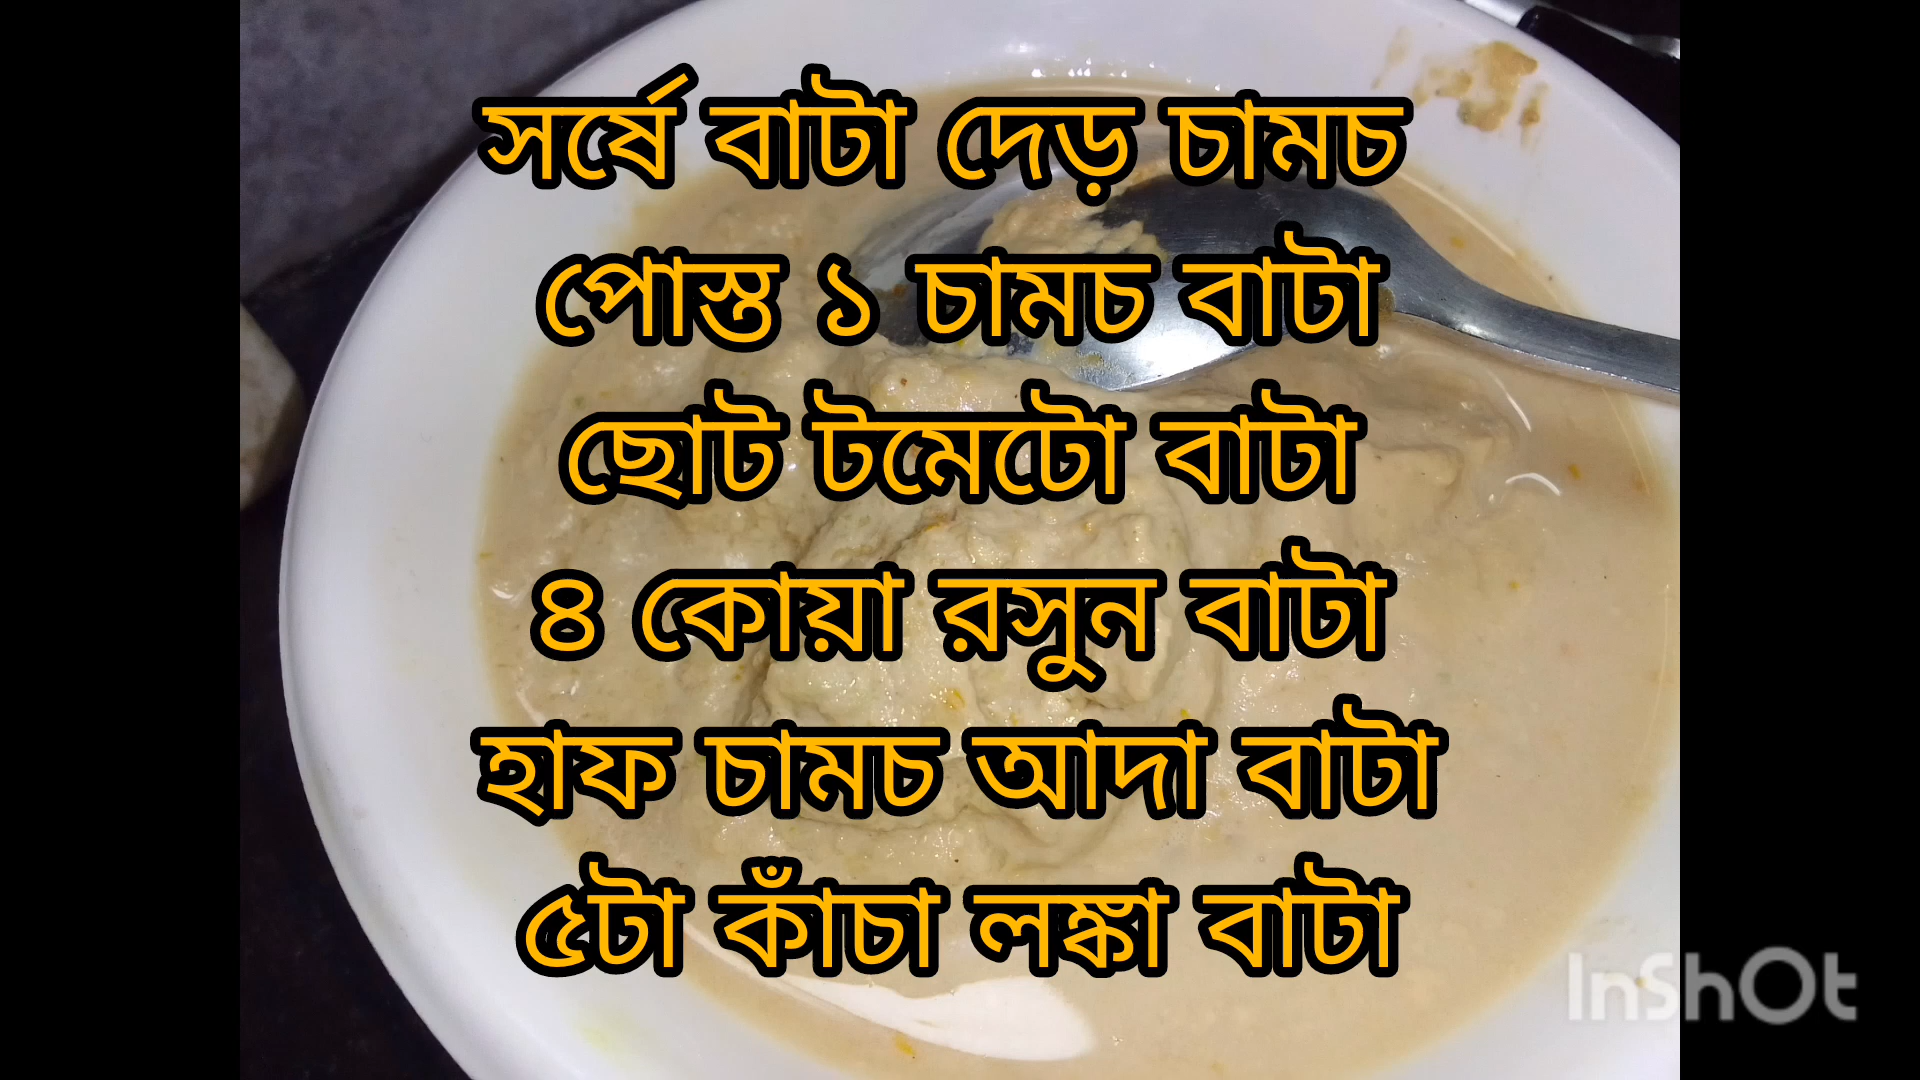 সর্ষে বাটা দেড় চামচ
পোস্ত ১ চামচ বাটা
ছোট টমেটো বাটা
৪ কোয়া রসুন বাটা
হাফ চামচ আদা বাটা
৫টা কাঁচা লঙ্কা বাটা
InShOt